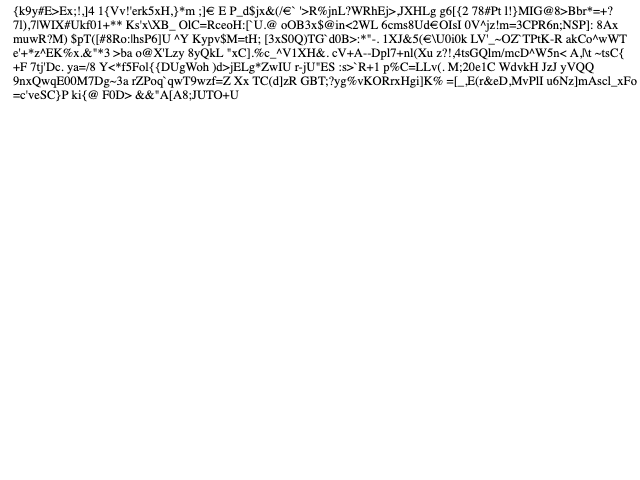 {k9y#E>Ex;!,]4 1{Vv!'erk5xH,}*m ;]€ E P_d$jx&(/€` '>R%jnL?WRhEj>,JXHLg g6[{2 78#Pt l!}MIG@8>Bbr*=+?
7l),7|WIX#Ukf01+** Ks'x\XB_ OlC=RceoH:[`U.@ oOB3x$@in<2WL 6cms8Ud€OIsI 0V^jz!m=3CPR6n;NSP]: 8Ax
muwR?M) $pT([#8Ro:lhsP6]U ^Y Kypv$M=tH; [3xS0Q)TG`d0B>:*"-. 1XJ&5(€\U0i0k LV'_~OZ`TPtK-R akCo^wWT
e'+*z^EK%x.&"*3 >ba o@X'Lzy 8yQkL "xC].%c_^V1XH&. cV+A--Dpl7+nl(Xu z?!,4tsGQlm/mcD^W5n< A,l\t ~tsC{
+F 7tj'Dc. ya=/8 Y<*f5Fol{{DUgWoh )d>jELg*ZwIU r-jU"ES :s>`R+1 p%C=LLv(. M;20e1C WdvkH JzJ yVQQ
9nxQwqE00M7Dg~3a rZPoq`qwT9wzf=Z Xx TC(d]zR GBT;?yg%vKORrxHgi]K% =[_,E(r&eD,MvPlI u6Nz]mAscl_xFo
=c'veSC}P ki{@ F0D> &&"A[A8;JUTO+U